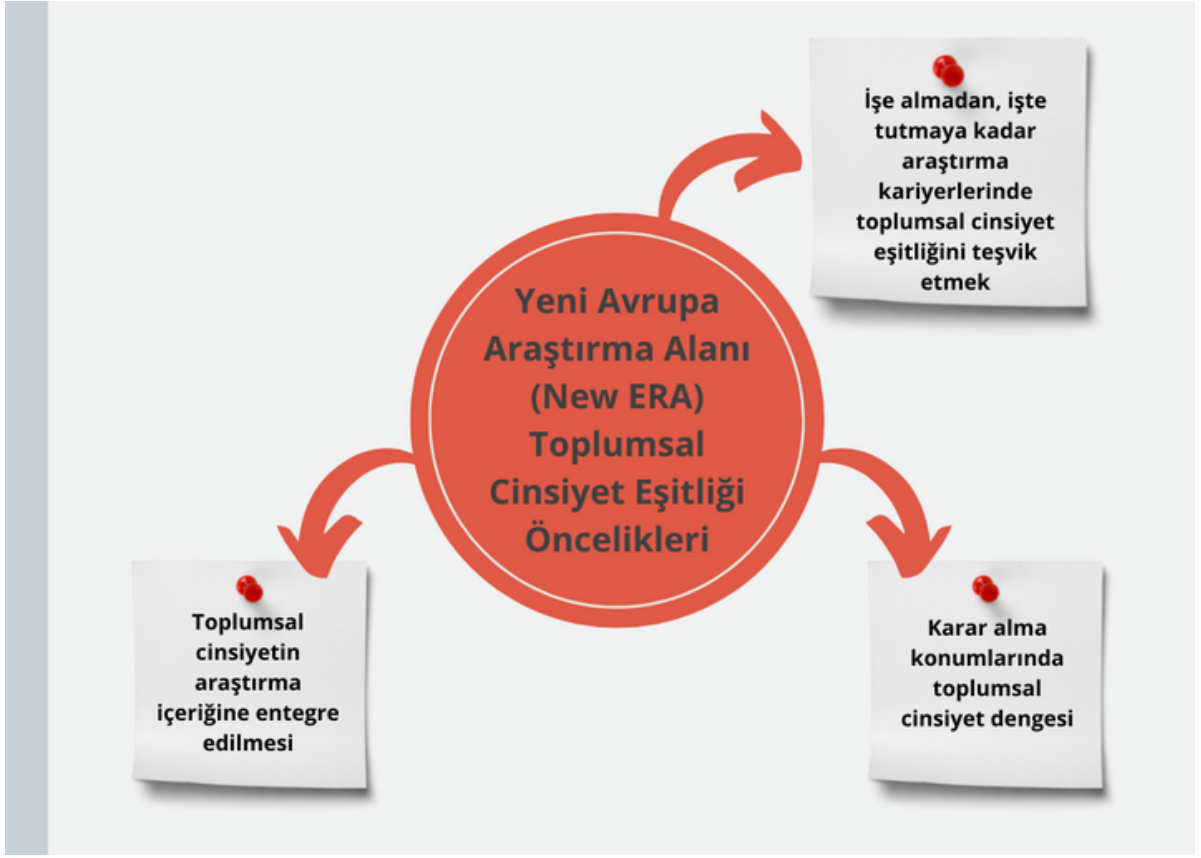 İşe almadan, işte
tutmaya kadar
araştırma
kariyerlerinde
toplumsal cinsiyet
eşitliğini teşvik
etmek
Yeni Avrupa
Araştırma Alanı
(New ERA)
Toplumsal
Cinsiyet Eşitliği
Öncelikleri
Toplumsal
cinsiyetin
araştırma
içeriğine entegre
edilmesi
Karar alma
konumlarında
toplumsal
cinsiyet dengesi